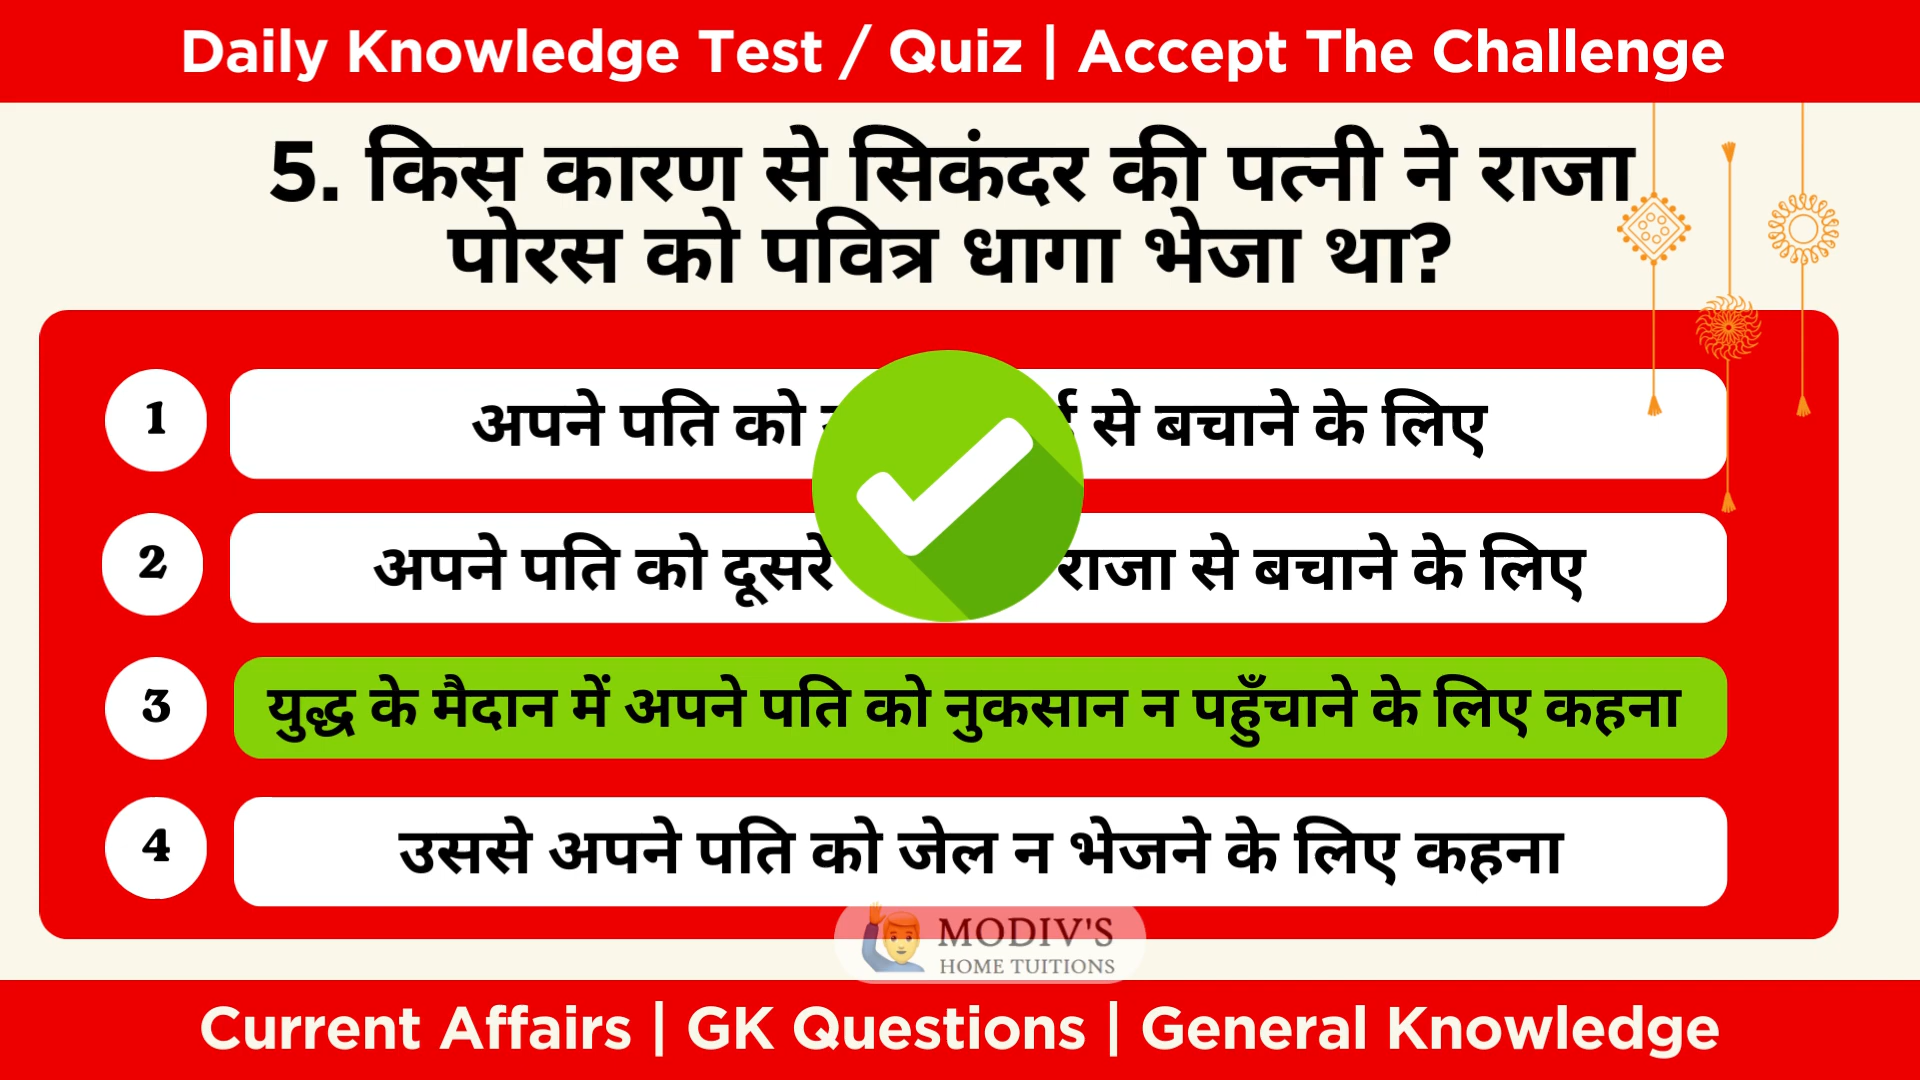 Daily Knowledge Test / Quiz | Accept The Challenge
5. किस कारण से सिकंदर की पत्नी ने राजा
पोरस को पवित्र धागा भेजा था?
1
अपने पति को से बचाने के लिए
2
अपने पति को दूसरे राजा से बचाने के लिए
3
युद्ध के मैदान में अपने पति को नुकसान न पहुँचाने के लिए कहना
4
उससे अपने पति को जेल न भेजने के लिए कहना
MODIV'S
HOME TUITIONS
Current Affairs | GK Questions | General Knowledge